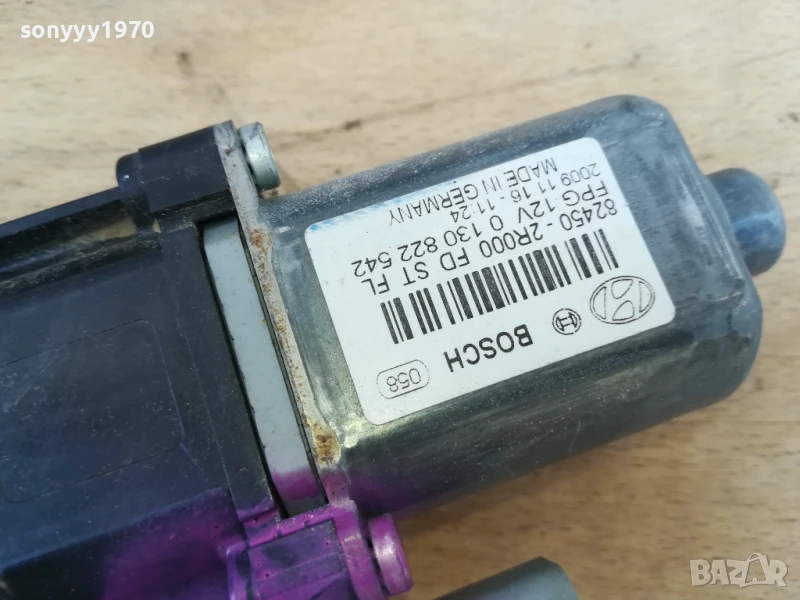 sonyyy1970
BOSCH
058
82450 - 2R000 FD ST FL
FPG 12V 0 130 822 542
2009 11 16 - 11:24
MADE IN GERMANY
BAZAR